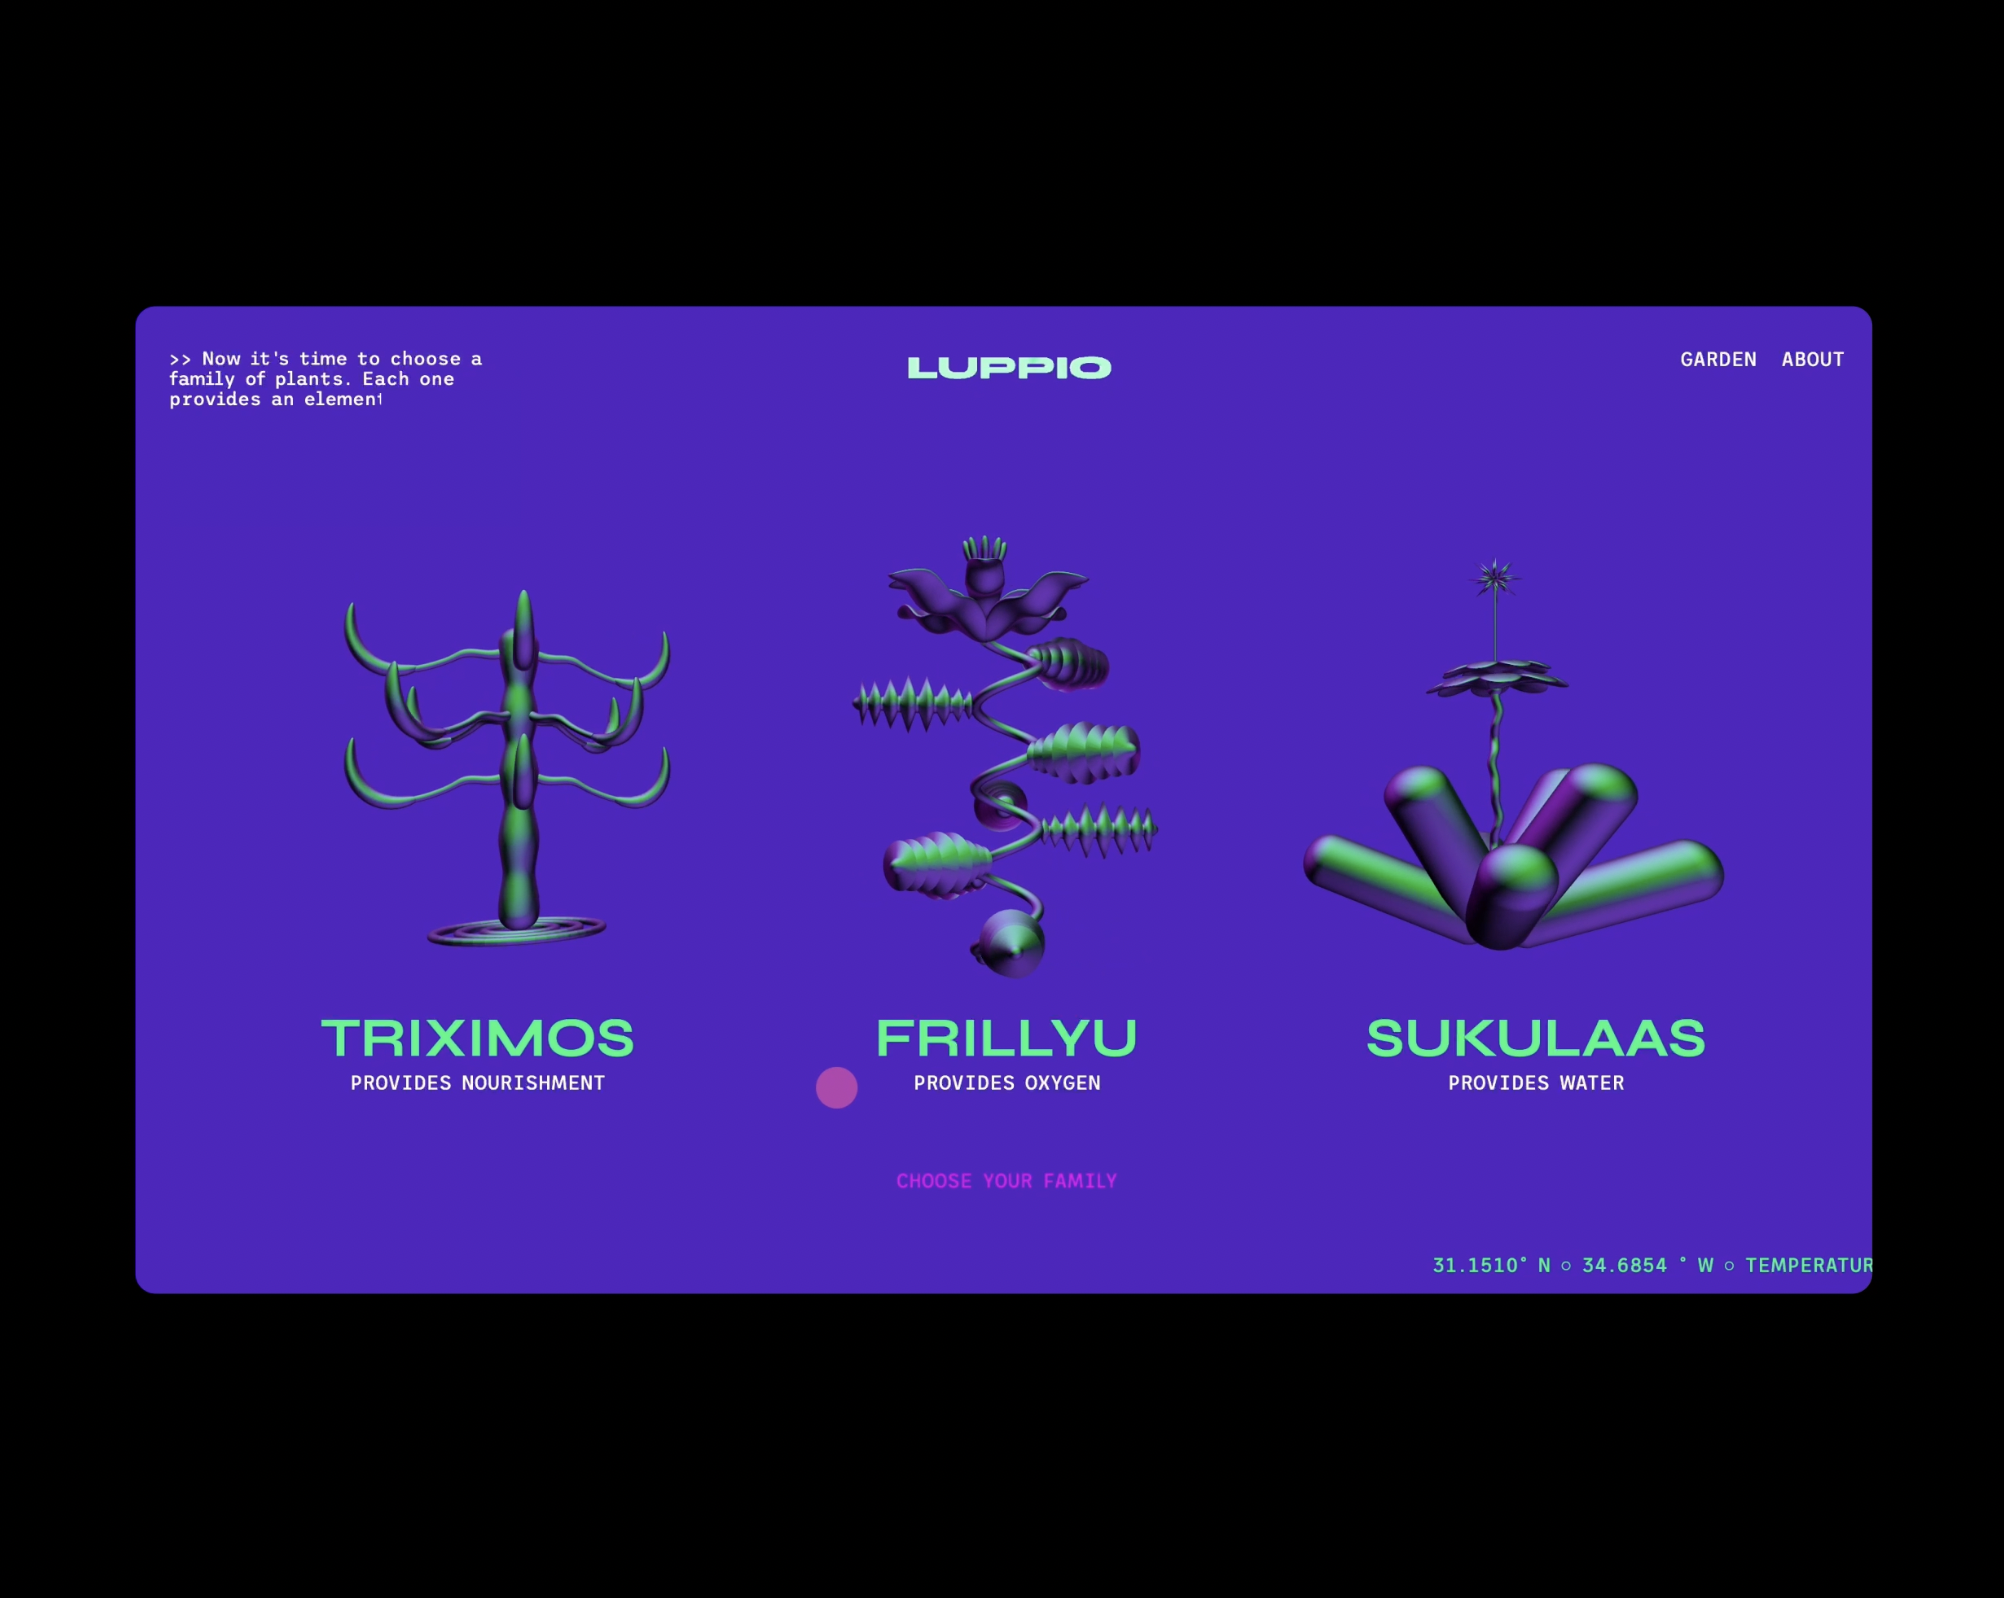 >> Now it's time to choose a
family of plants. Each one
provides an element
LUPPIO
GARDEN ABOUT
TRIXIMOS
PROVIDES NOURISHMENT
FRILLYU
PROVIDES OXYGEN
SUKULAAS
PROVIDES WATER
CHOOSE YOUR FAMILY
31.1510° N ○ 34.6854 ° W ○ TEMPERATUR